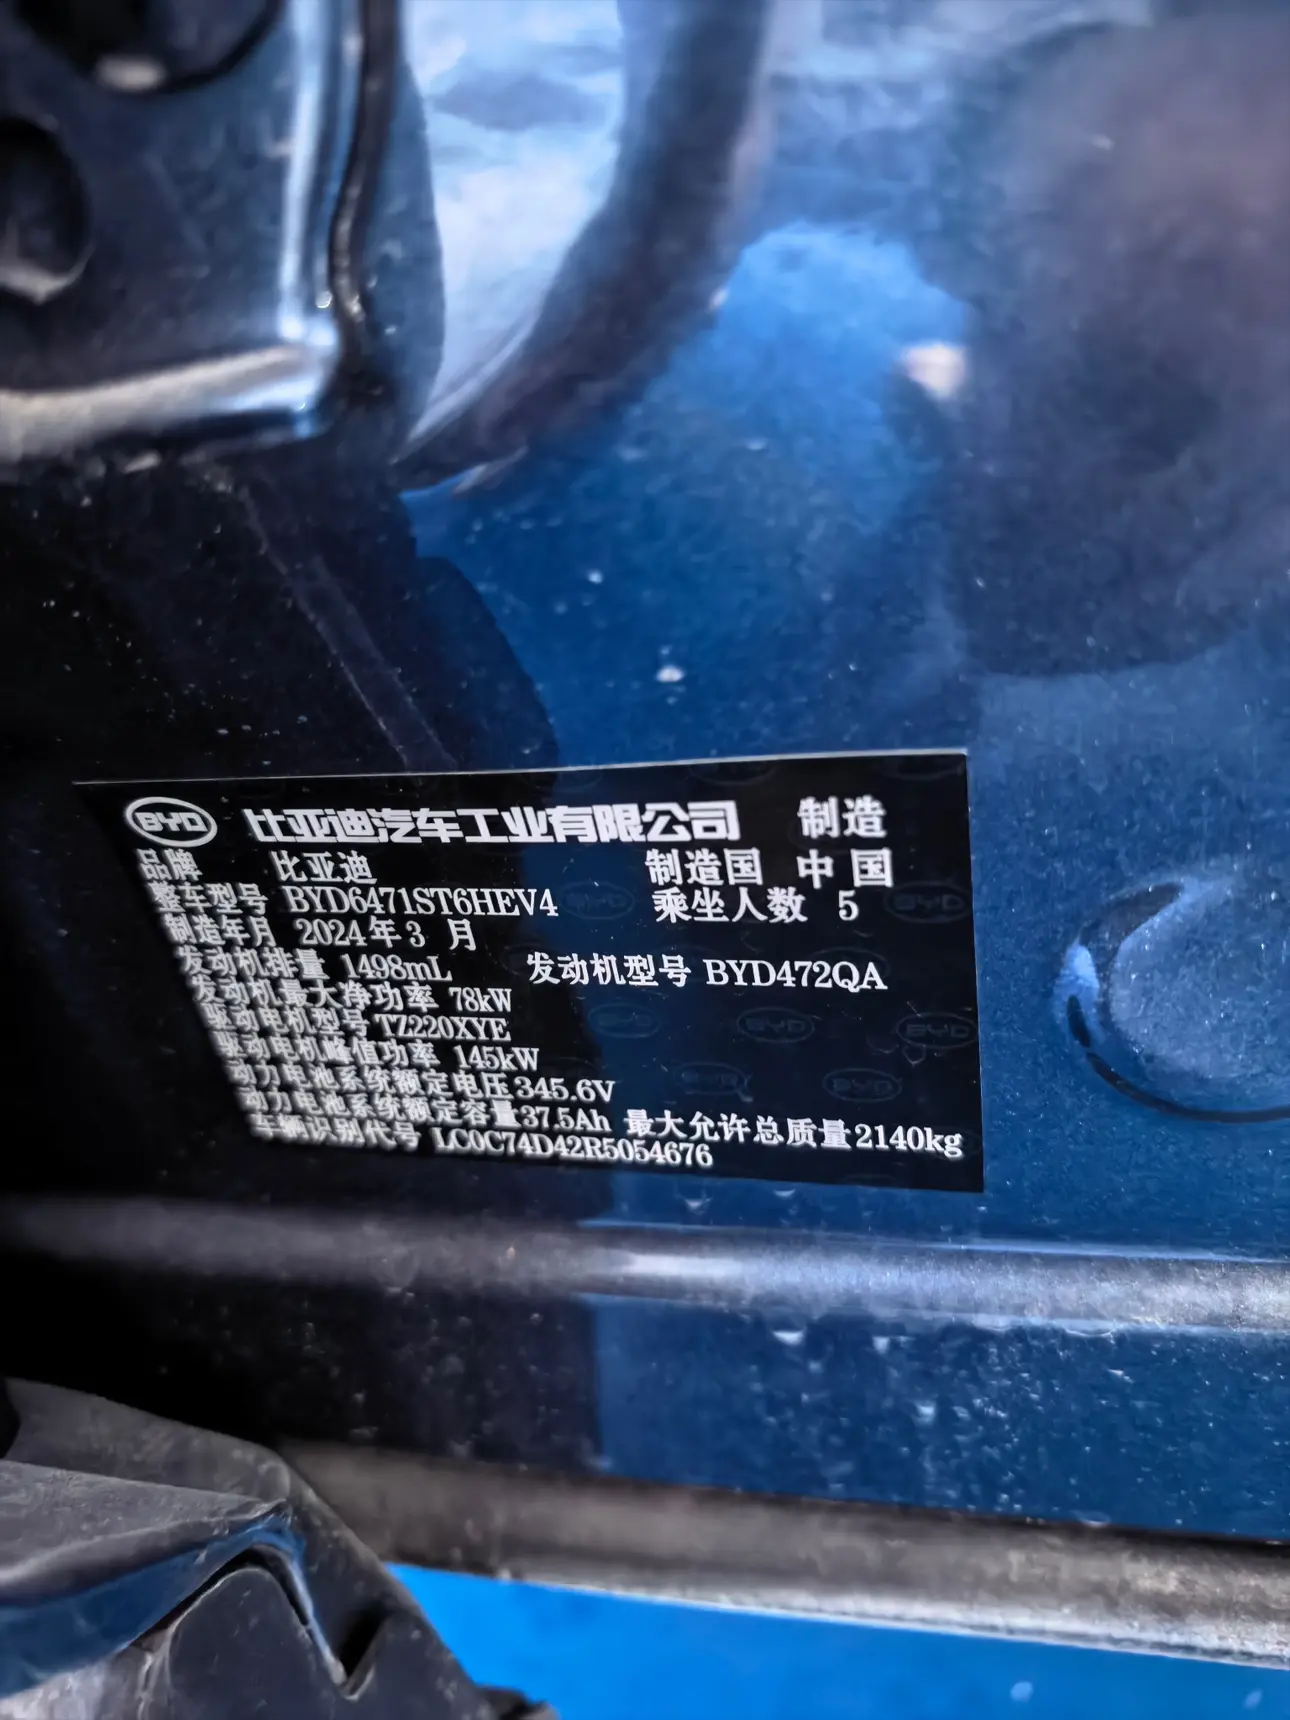 BYD 比亚迪汽车工业有限公司 制造
品牌 比亚迪 制造国 中国
整车型号 BYD6471ST6HEV4 乘坐人数 5
制造年月 2024年3月
发动机排量 1498mL 发动机型号 BYD472QA
发动机最大净功率 78kW
驱动电机型号 TZ220XYE
驱动电机峰值功率 145kW
动力电池系统额定电压 345.6V
动力电池系统额定容量 37.5Ah 最大允许总质量 2140kg
车辆识别代号 LC0C74D42R5054676